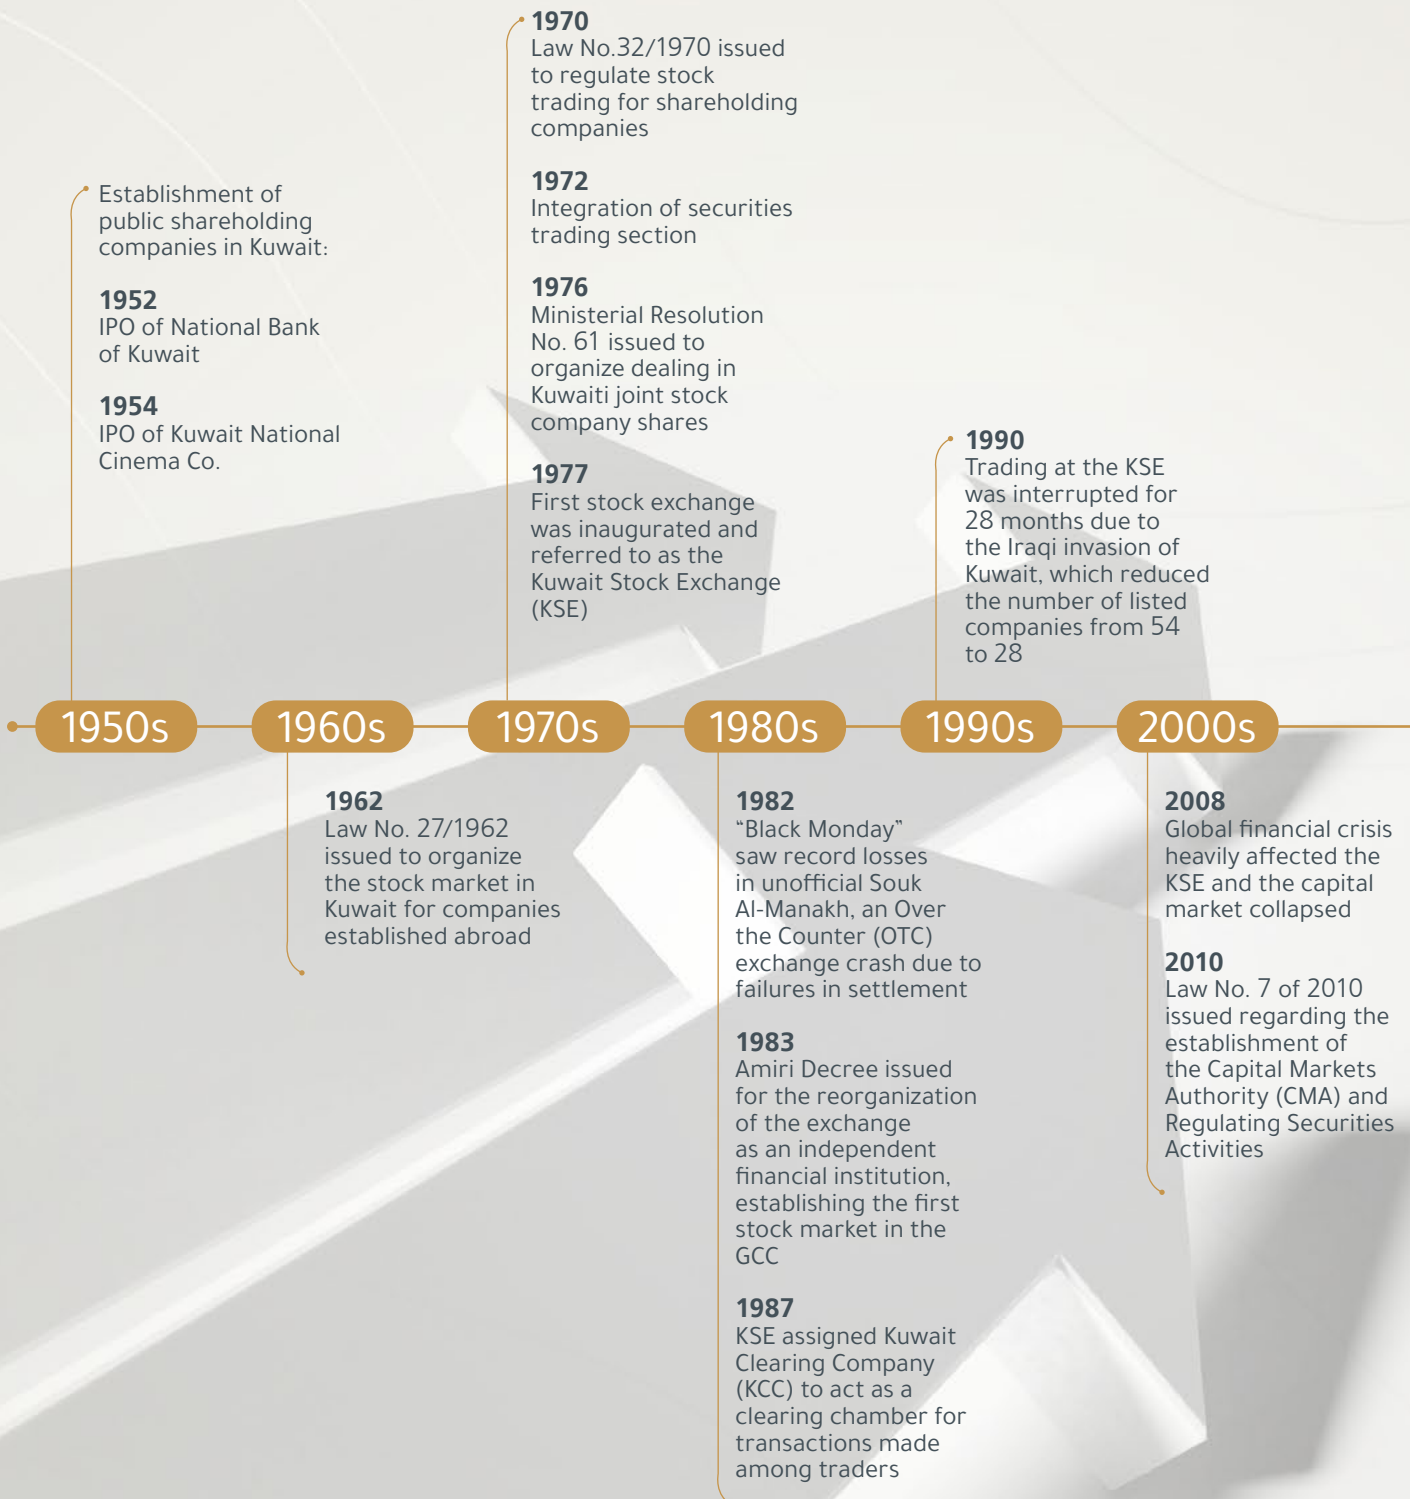 Establishment of
public shareholding
companies in Kuwait:
1952
IPO of National Bank
of Kuwait
1954
IPO of Kuwait National
Cinema Co.
1970
Law No.32/1970 issued
to regulate stock
trading for shareholding
companies
1972
Integration of securities
trading section
1976
Ministerial Resolution
No. 61 issued to
organize dealing in
Kuwaiti joint stock
company shares
1977
First stock exchange
was inaugurated and
referred to as the
Kuwait Stock Exchange
(KSE)
1990
Trading at the KSE
was interrupted for
28 months due to
the Iraqi invasion of
Kuwait, which reduced
the number of listed
companies from 54
to 28
1950s
1960s
1970s
1980s
1990s
2000s
1962
Law No. 27/1962
issued to organize
the stock market in
Kuwait for companies
established abroad
1982
“Black Monday”
saw record losses
in unofficial Souk
Al-Manakh, an Over
the Counter (OTC)
exchange crash due to
failures in settlement
1983
Amiri Decree issued
for the reorganization
of the exchange
as an independent
financial institution,
establishing the first
stock market in the
GCC
1987
KSE assigned Kuwait
Clearing Company
(KCC) to act as a
clearing chamber for
transactions made
among traders
2008
Global financial crisis
heavily affected the
KSE and the capital
market collapsed
2010
Law No. 7 of 2010
issued regarding the
establishment of
the Capital Markets
Authority (CMA) and
Regulating Securities
Activities